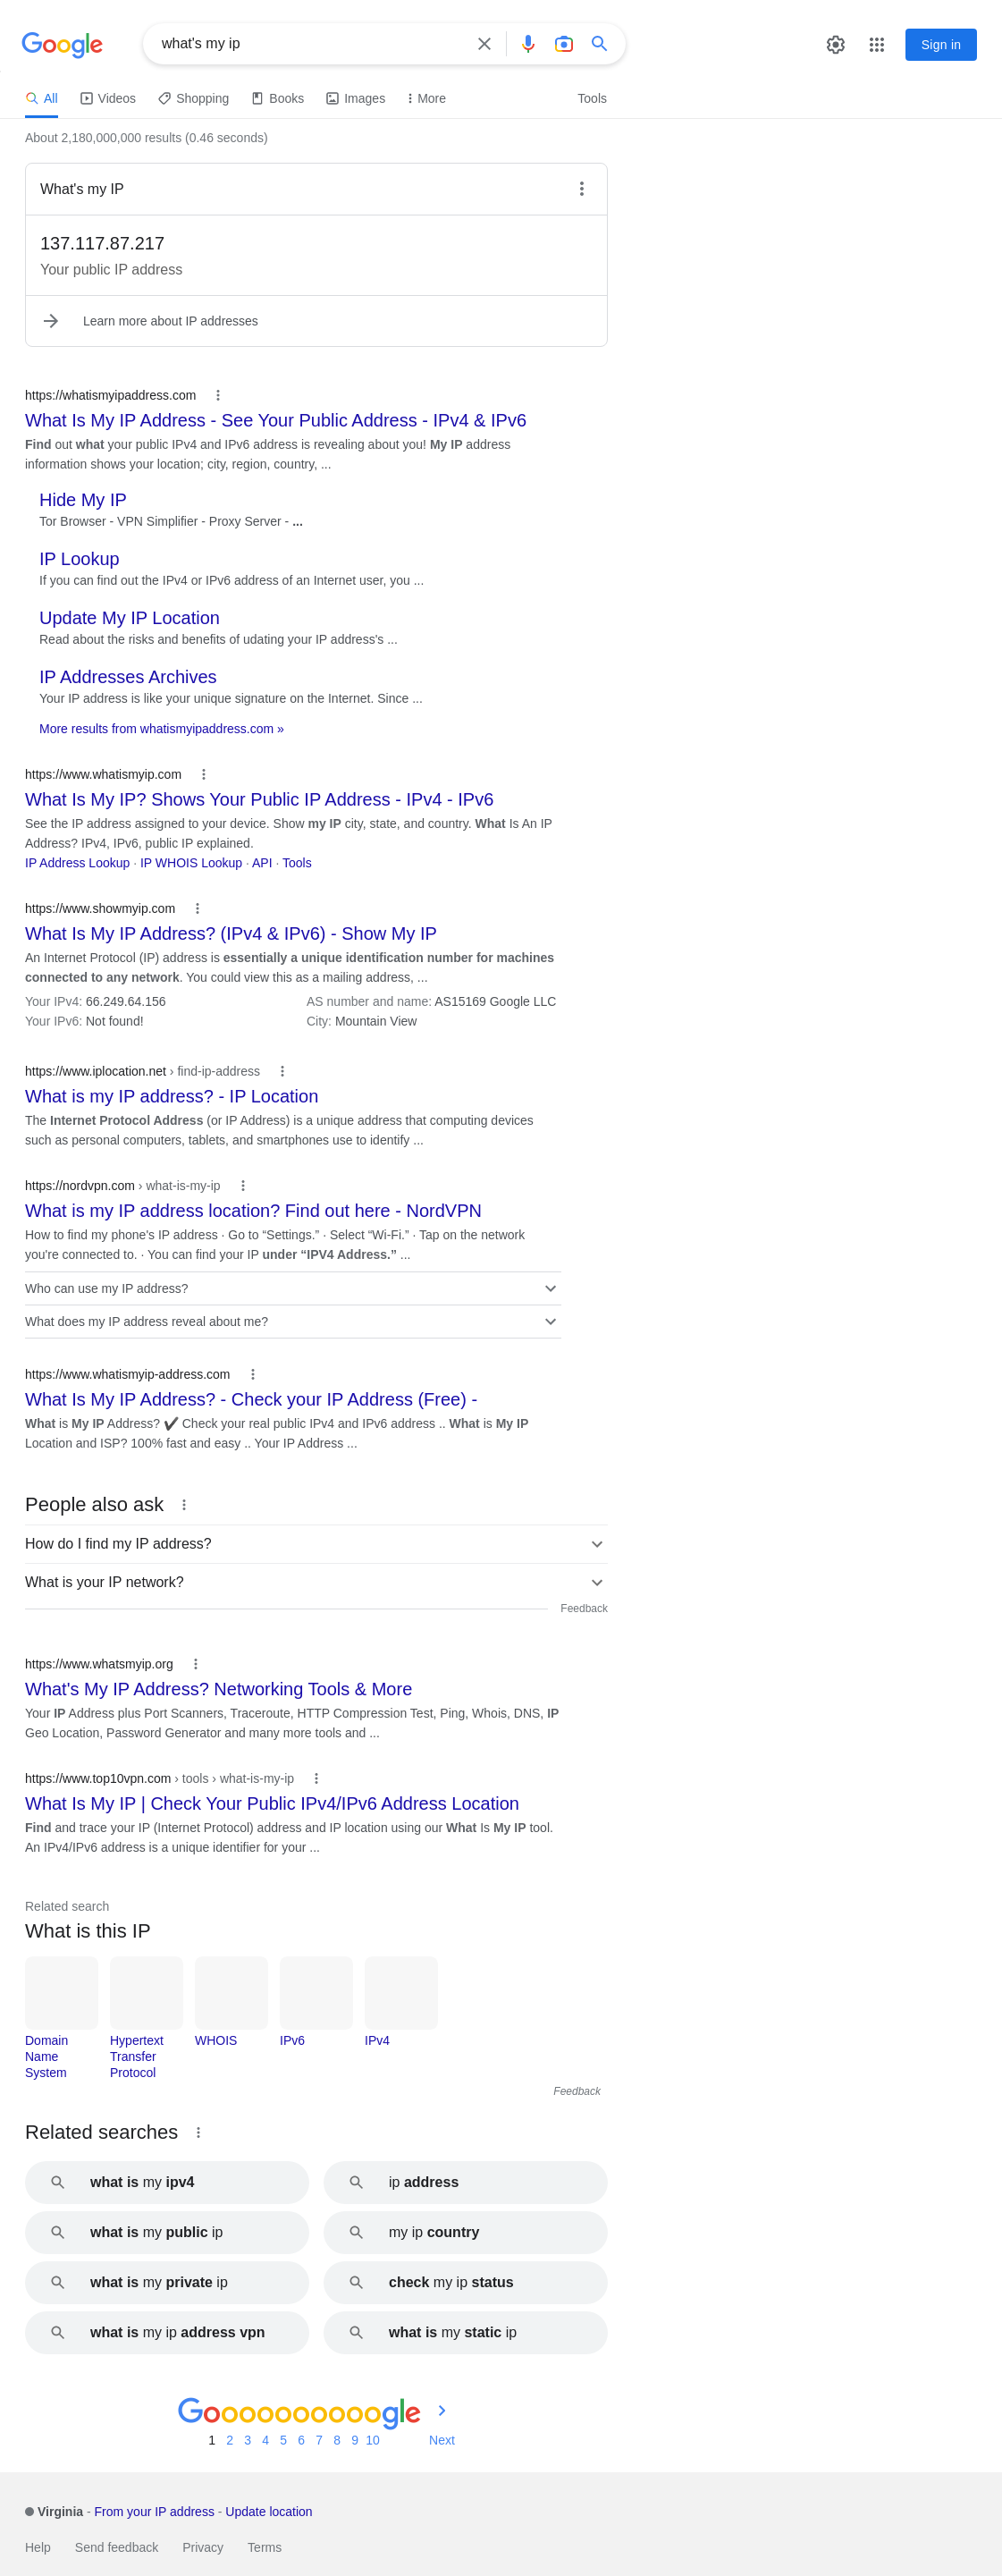 Google
what's my ip
Sign in
All
Videos
Shopping
Books
Images
More
Tools
About 2,180,000,000 results (0.46 seconds)
What's my IP
137.117.87.217
Your public IP address
Learn more about IP addresses
https://whatismyipaddress.com
What Is My IP Address - See Your Public Address - IPv4 & IPv6
Find out what your public IPv4 and IPv6 address is revealing about you! My IP address
information shows your location; city, region, country, ...
Hide My IP
Tor Browser - VPN Simplifier - Proxy Server - ...
IP Lookup
If you can find out the IPv4 or IPv6 address of an Internet user, you ...
Update My IP Location
Read about the risks and benefits of udating your IP address's ...
IP Addresses Archives
Your IP address is like your unique signature on the Internet. Since ...
More results from whatismyipaddress.com »
https://www.whatismyip.com
What Is My IP? Shows Your Public IP Address - IPv4 - IPv6
See the IP address assigned to your device. Show my IP city, state, and country. What Is An IP
Address? IPv4, IPv6, public IP explained.
IP Address Lookup · IP WHOIS Lookup · API · Tools
https://www.showmyip.com
What Is My IP Address? (IPv4 & IPv6) - Show My IP
An Internet Protocol (IP) address is essentially a unique identification number for machines
connected to any network. You could view this as a mailing address, ...
Your IPv4: 66.249.64.156
AS number and name: AS15169 Google LLC
Your IPv6: Not found!
City: Mountain View
https://www.iplocation.net › find-ip-address
What is my IP address? - IP Location
The Internet Protocol Address (or IP Address) is a unique address that computing devices
such as personal computers, tablets, and smartphones use to identify ...
https://nordvpn.com › what-is-my-ip
What is my IP address location? Find out here - NordVPN
How to find my phone's IP address · Go to “Settings.” · Select “Wi-Fi.” · Tap on the network
you're connected to. · You can find your IP under “IPV4 Address.” ...
Who can use my IP address?
What does my IP address reveal about me?
https://www.whatismyip-address.com
What Is My IP Address? - Check your IP Address (Free) -
What is My IP Address? ✔️ Check your real public IPv4 and IPv6 address .. What is My IP
Location and ISP? 100% fast and easy .. Your IP Address ...
People also ask
How do I find my IP address?
What is your IP network?
Feedback
https://www.whatsmyip.org
What's My IP Address? Networking Tools & More
Your IP Address plus Port Scanners, Traceroute, HTTP Compression Test, Ping, Whois, DNS, IP
Geo Location, Password Generator and many more tools and ...
https://www.top10vpn.com › tools › what-is-my-ip
What Is My IP | Check Your Public IPv4/IPv6 Address Location
Find and trace your IP (Internet Protocol) address and IP location using our What Is My IP tool.
An IPv4/IPv6 address is a unique identifier for your ...
Related search
What is this IP
Domain
Name
System
Hypertext
Transfer
Protocol
WHOIS
IPv6
IPv4
Feedback
Related searches
what is my ipv4
ip address
what is my public ip
my ip country
what is my private ip
check my ip status
what is my ip address vpn
what is my static ip
Goooooooooogle
1 2 3 4 5 6 7 8 9 10 Next
Virginia - From your IP address - Update location
Help
Send feedback
Privacy
Terms